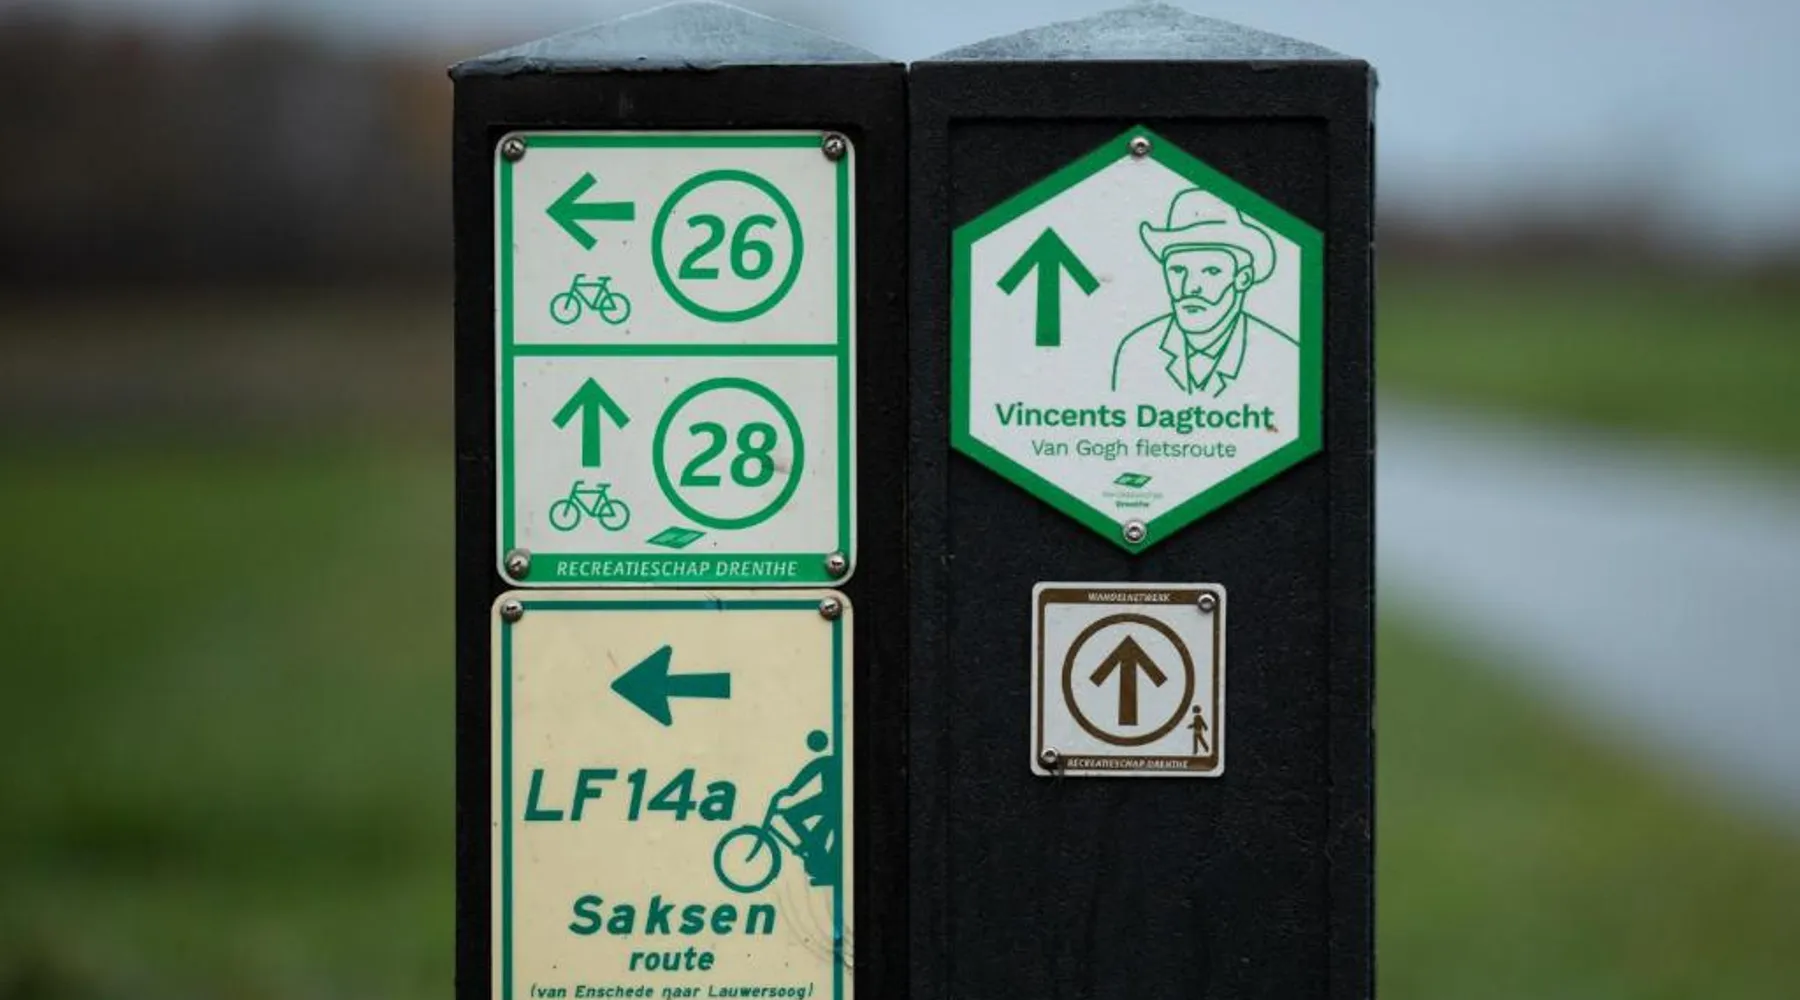 26
28
RECREATIESCHAP DRENTHE
LF14a
Saksen
route
(van Enschede naar Lauwersoog)
Vincents Dagtocht
Van Gogh fietsroute
Drenthe
WANDELNETWERK
RECREATIESCHAP DRENTHE